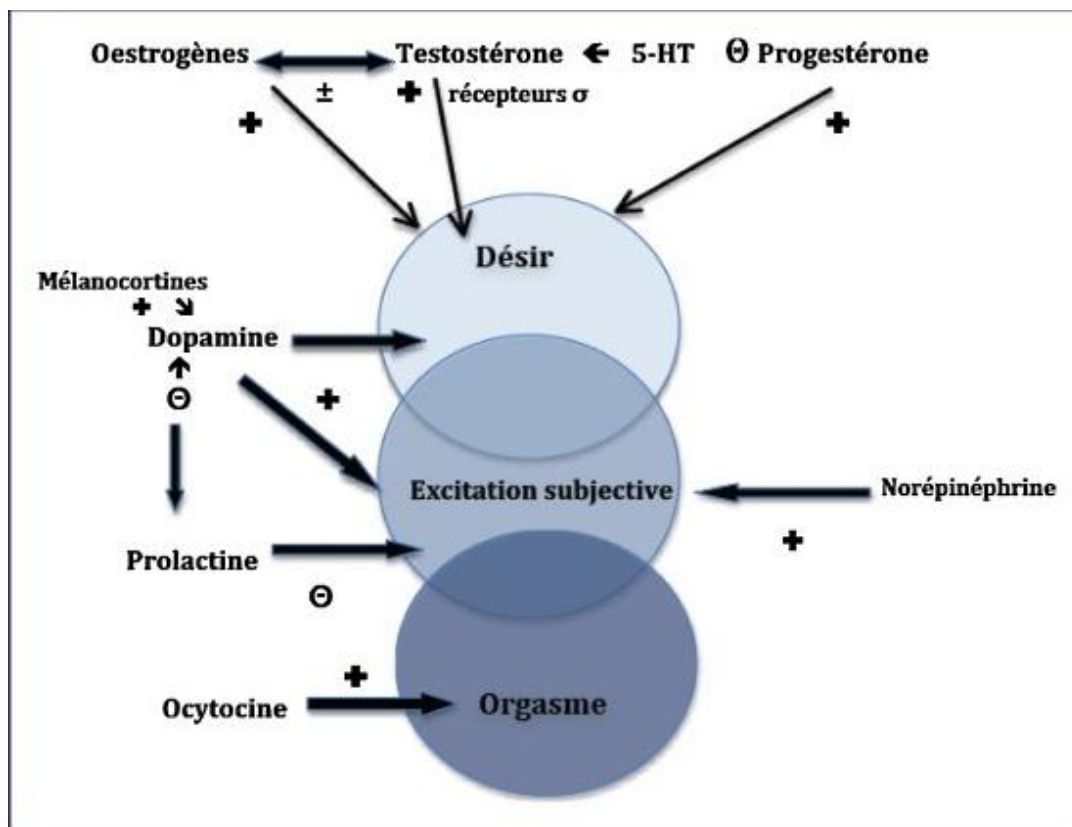 Oestrogènes Testostérone 5-HT Θ Progestérone
± + récepteurs σ
+ +
Désir
Mélanocortines
+
Dopamine
Θ +
Excitation subjective Norépinéphrine
+
Prolactine
Θ
+
Ocytocine Orgasme